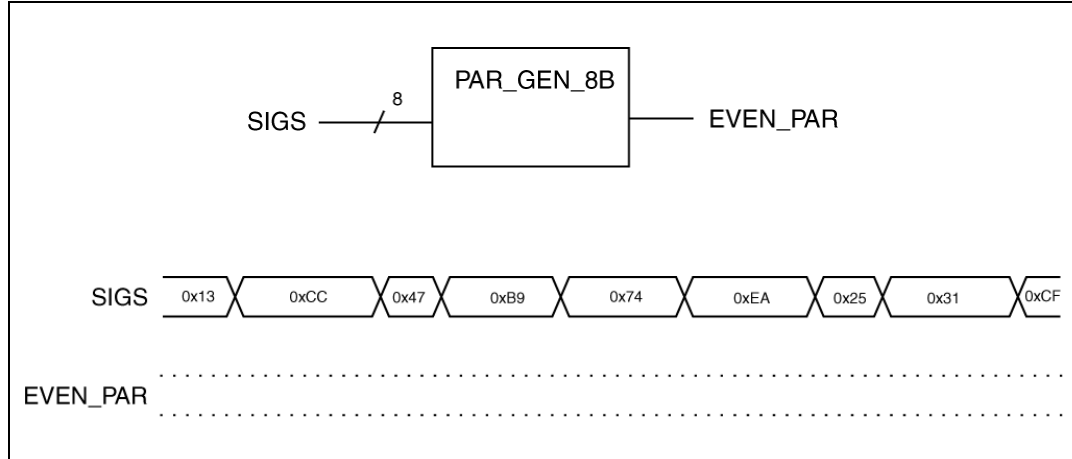 PAR_GEN_8B
8
SIGS
EVEN_PAR
SIGS 0x13 0xCC 0x47 0xB9 0x74 0xEA 0x25 0x31 0xCF
EVEN_PAR